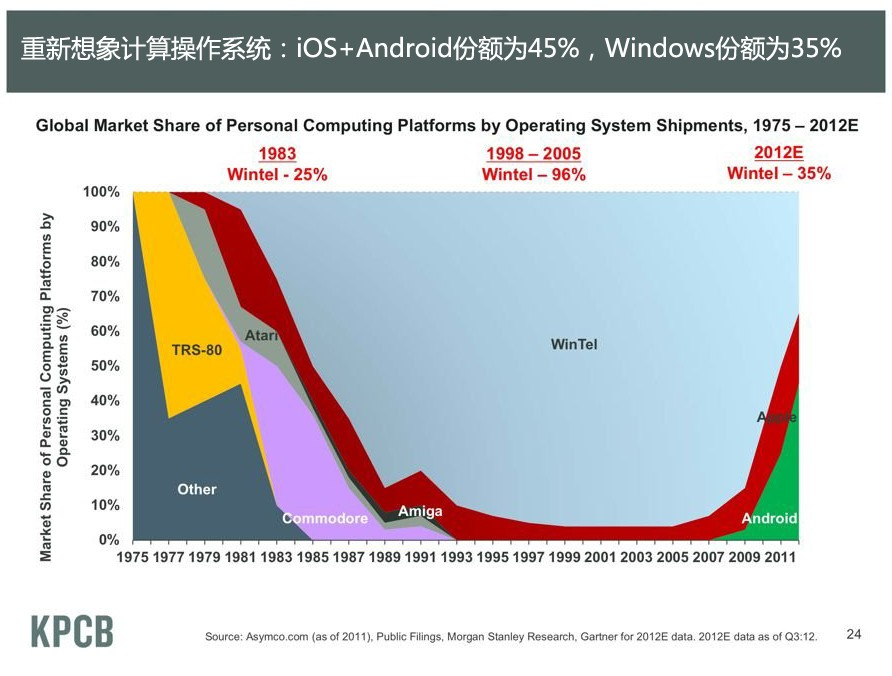 重新想象计算操作系统：iOS+Android份额为45%，Windows份额为35%
Global Market Share of Personal Computing Platforms by Operating System Shipments, 1975 – 2012E
1983
Wintel - 25%
1998 – 2005
Wintel – 96%
2012E
Wintel – 35%
Market Share of Personal Computing Platforms by
Operating Systems (%)
100%
90%
80%
70%
60%
50%
40%
30%
20%
10%
0%
TRS-80
Atari
WinTel
Apple
Other
Commodore
Amiga
Android
1975 1977 1979 1981 1983 1985 1987 1989 1991 1993 1995 1997 1999 2001 2003 2005 2007 2009 2011
KPCB
Source: Asymco.com (as of 2011), Public Filings, Morgan Stanley Research, Gartner for 2012E data. 2012E data as of Q3:12.
24